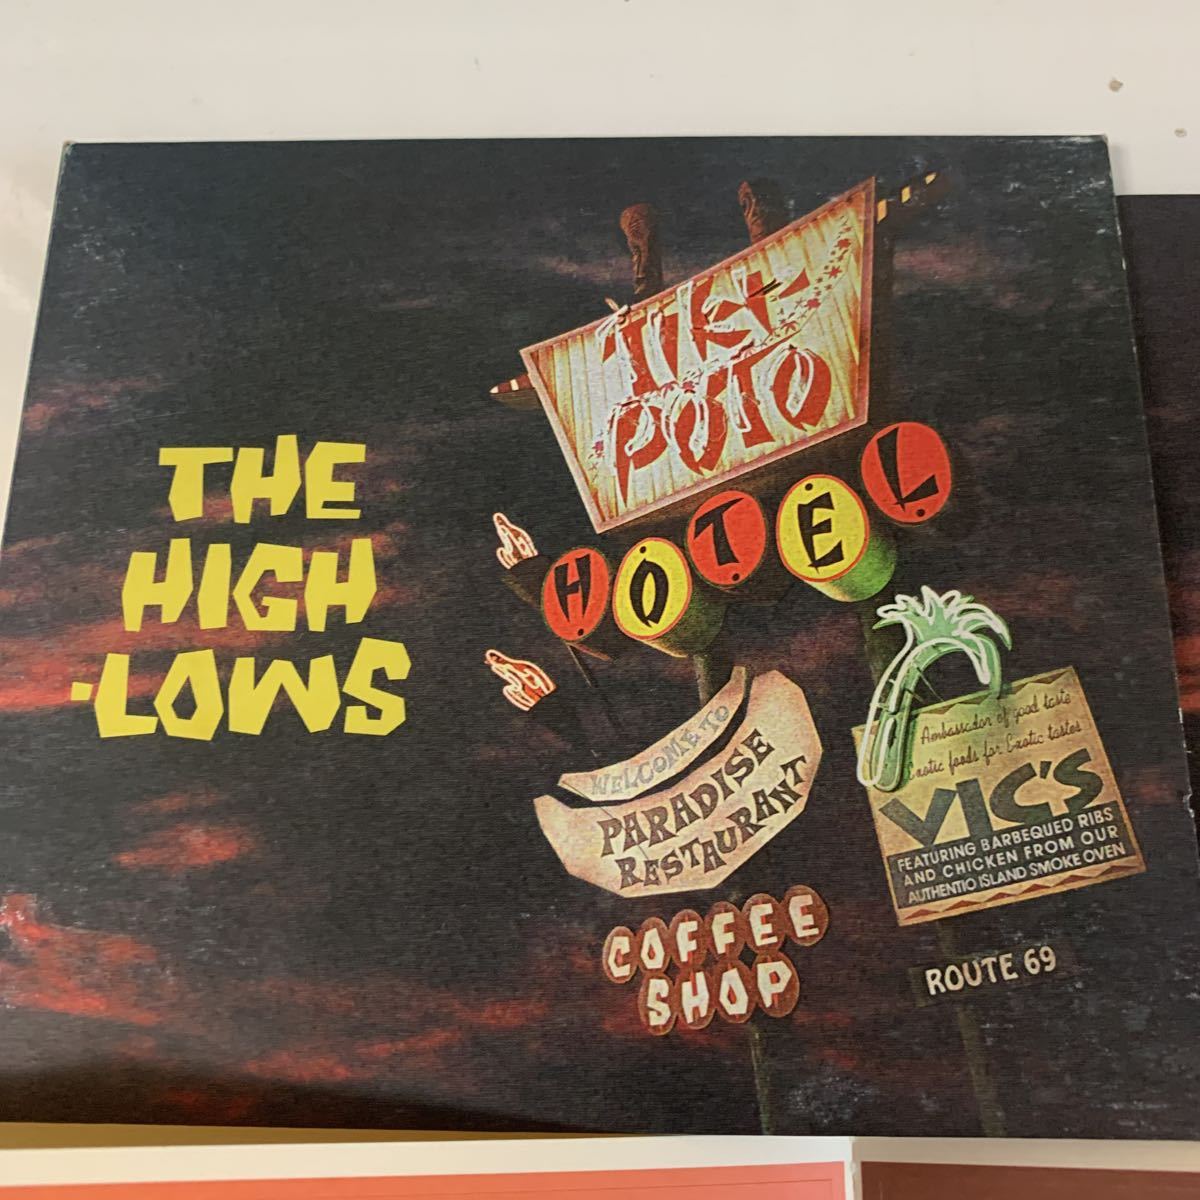 THE
HIGH
-LOWS
TIKI-
POTO
HOTEL
WELCOME TO
PARADISE
RESTAURANT
COFFEE
SHOP
Ambassador of good taste
Exotic foods for Exotic tastes
VIC'S
FEATURING BARBEQUED RIBS
AND CHICKEN FROM OUR
AUTHENTIO ISLAND SMOKE OVEN
ROUTE 69